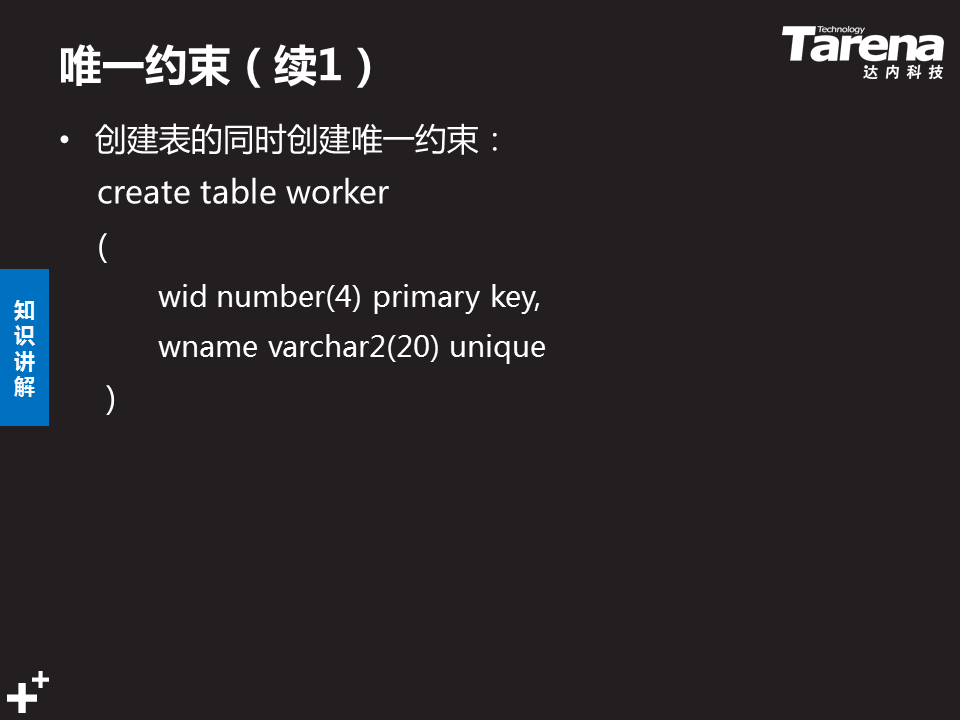 唯一约束（续1）
Technology
Tarena
达内科技
• 创建表的同时创建唯一约束：
create table worker
(
wid number(4) primary key,
wname varchar2(20) unique
)
知识讲解